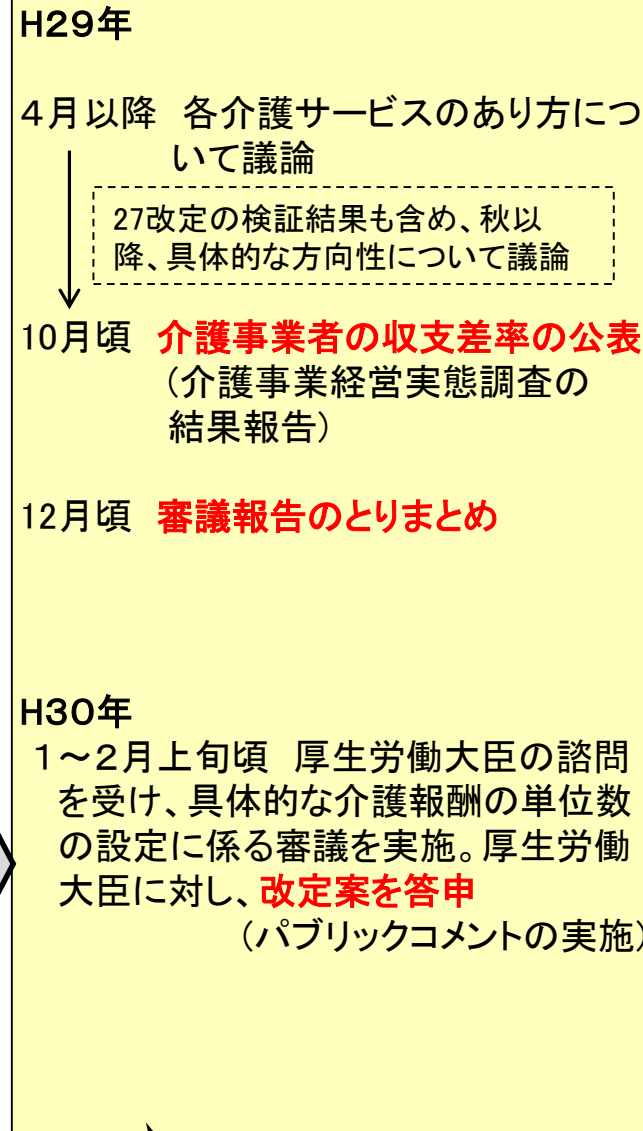 H29年
４月以降　各介護サービスのあり方につ
いて議論
27改定の検証結果も含め、秋以
降、具体的な方向性について議論
10月頃　介護事業者の収支差率の公表
（介護事業経営実態調査の
結果報告）
12月頃　審議報告のとりまとめ
H30年
１～２月上旬頃　厚生労働大臣の諮問
を受け、具体的な介護報酬の単位数
の設定に係る審議を実施。厚生労働
大臣に対し、改定案を答申
（パブリックコメントの実施）